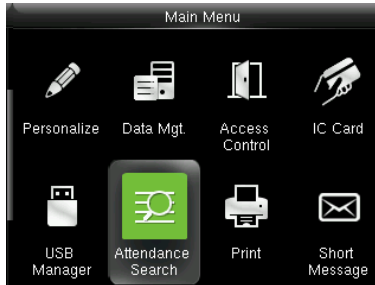 Main Menu
Personalize
Data Mgt.
Access
Control
IC Card
USB
Manager
Attendance
Search
Print
Short
Message